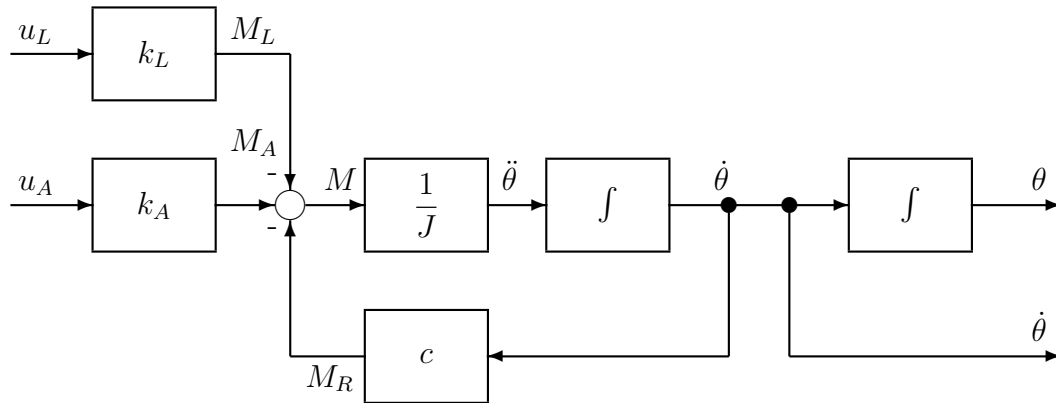 u_L k_L M_L
M_A
-
u_A k_A M 1/J θ̈ ∫ θ̇ ∫ θ
-
c θ̇
M_R